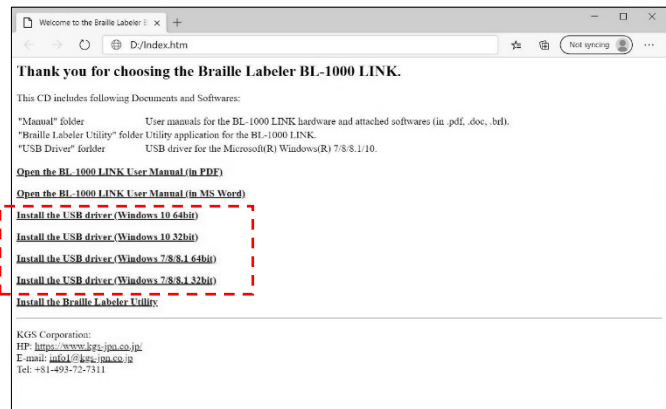 Welcome to the Braille Labeler B
D:/Index.htm
Not syncing
Thank you for choosing the Braille Labeler BL-1000 LINK.
This CD includes following Documents and Softwares:
"Manual" folder User manuals for the BL-1000 LINK hardware and attached softwares (in .pdf, .doc, .brl).
"Braille Labeler Utility" folder Utility application for the BL-1000 LINK.
"USB Driver" forlder USB driver for the Microsoft(R) Windows(R) 7/8/8.1/10.
Open the BL-1000 LINK User Manual (in PDF)
Open the BL-1000 LINK User Manual (in MS Word)
Install the USB driver (Windows 10 64bit)
Install the USB driver (Windows 10 32bit)
Install the USB driver (Windows 7/8/8.1 64bit)
Install the USB driver (Windows 7/8/8.1 32bit)
Install the Braille Labeler Utility
KGS Corporation:
HP: https://www.kgs-jpn.co.jp/
E-mail: info1@kgs-jpn.co.jp
Tel: +81-493-72-7311